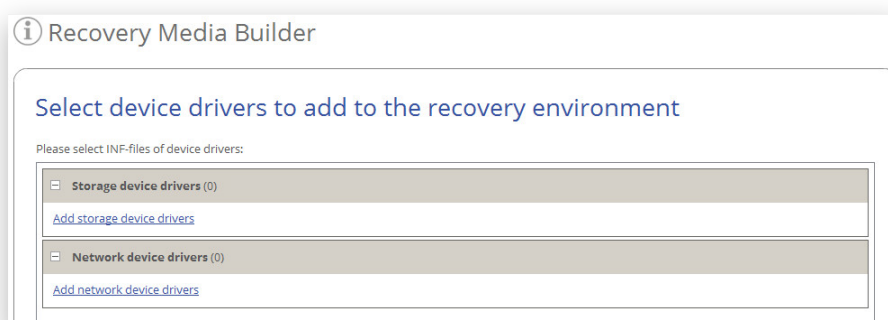 Recovery Media Builder
Select device drivers to add to the recovery environment
Please select INF-files of device drivers:
Storage device drivers (0)
Add storage device drivers
Network device drivers (0)
Add network device drivers